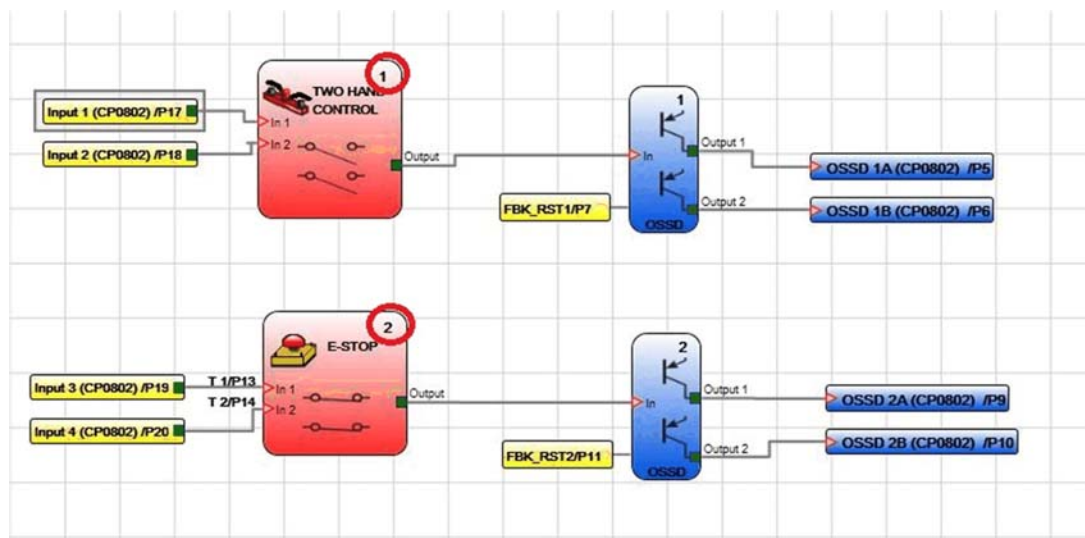 1
TWO HAND
CONTROL
Input 1 (CP0802) /P17
In 1
Input 2 (CP0802) /P18
In 2
Output
1
In
Output 1
OSSD 1A (CP0802) /P5
FBK_RST1/P7
Output 2
OSSD 1B (CP0802) /P6
OSSD
2
E-STOP
Input 3 (CP0802) /P19
T 1/P13
In 1
T 2/P14
In 2
Input 4 (CP0802) /P20
Output
2
In
Output 1
OSSD 2A (CP0802) /P9
FBK_RST2/P11
Output 2
OSSD 2B (CP0802) /P10
OSSD